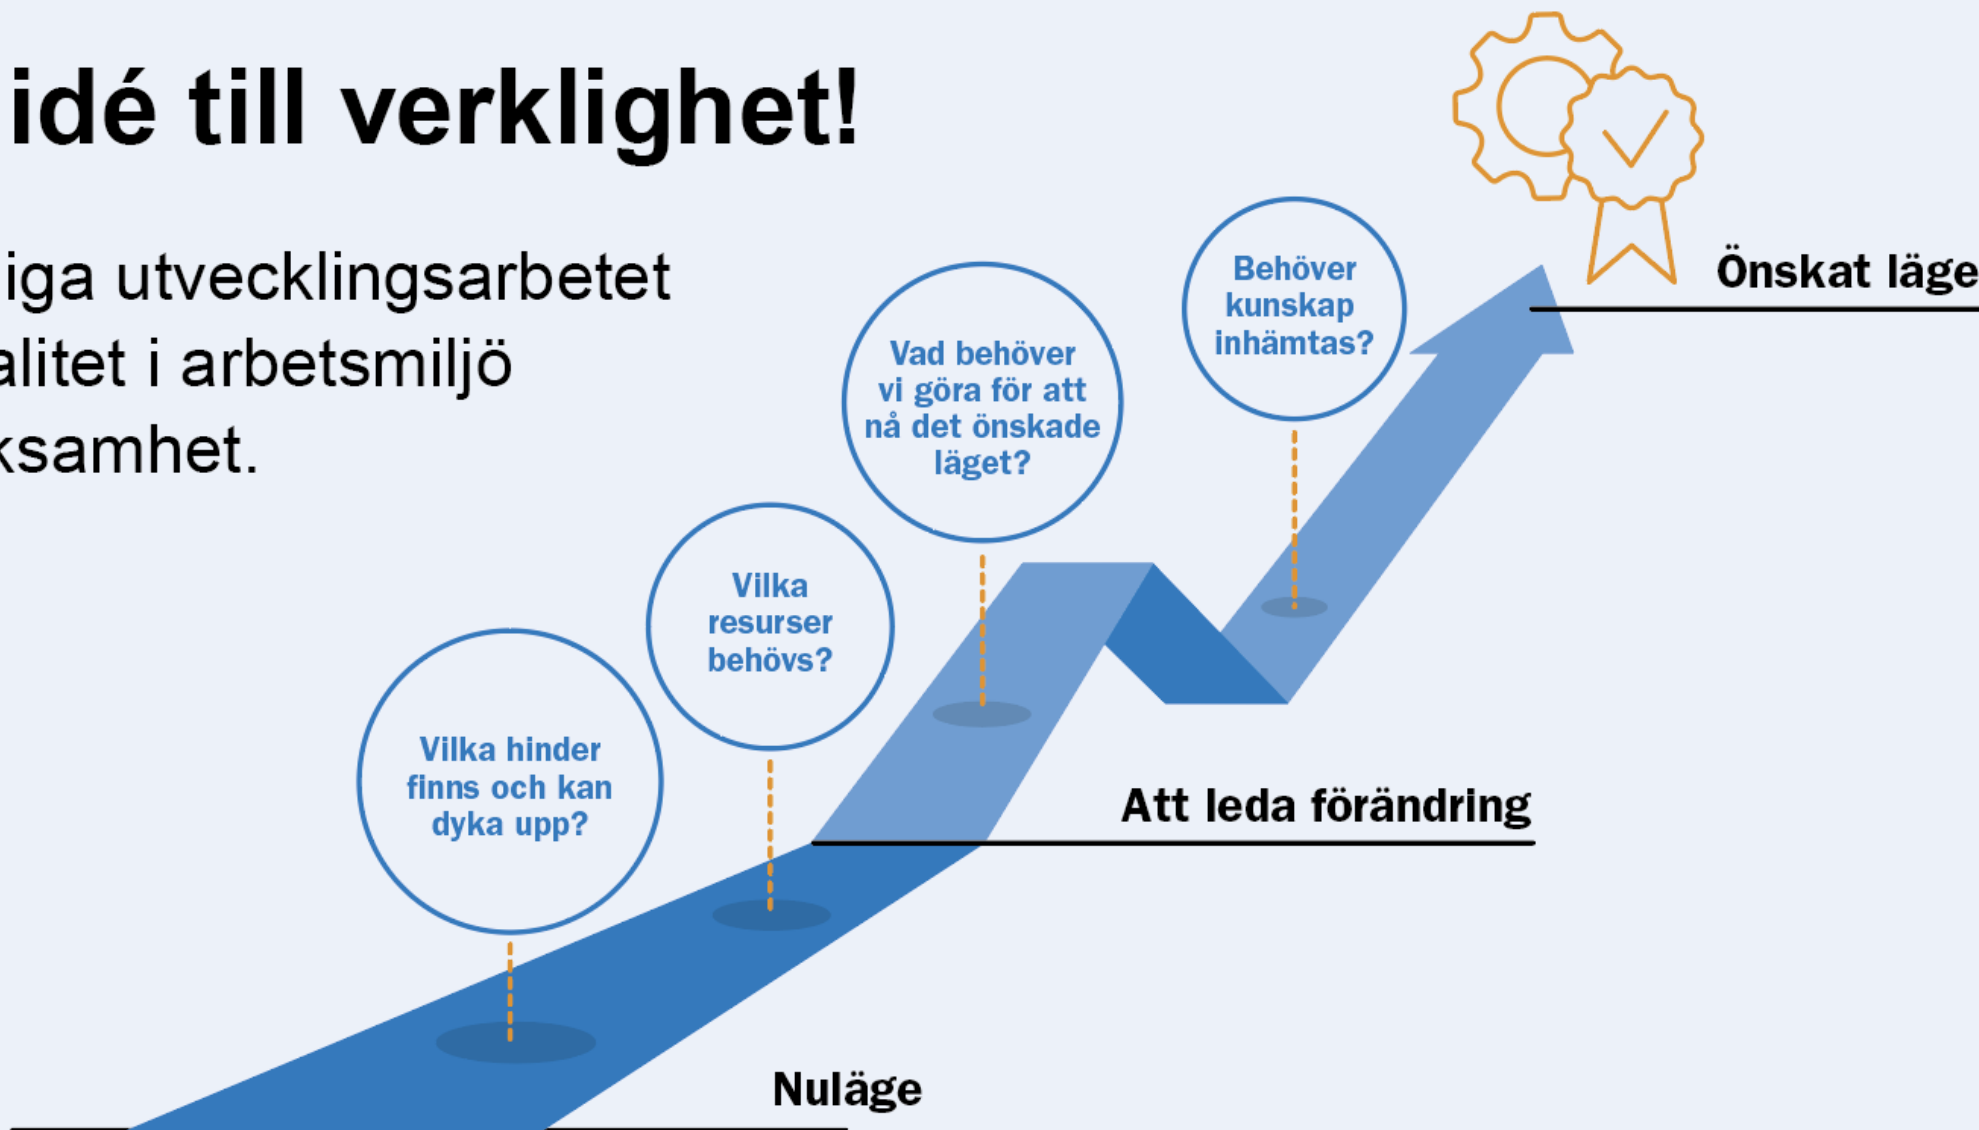 idé till verklighet!
iga utvecklingsarbetet
alitet i arbetsmiljö
ksamhet.
Önskat läge
Behöver
kunskap
inhämtas?
Vad behöver
vi göra för att
nå det önskade
läget?
Vilka
resurser
behövs?
Vilka hinder
finns och kan
dyka upp?
Att leda förändring
Nuläge